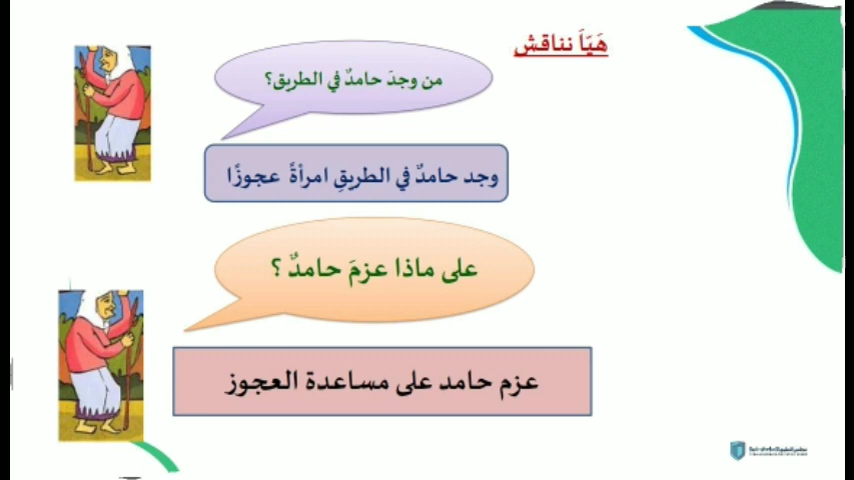 هَيّاَ نناقش
من وجدَ حامدٌ في الطريق؟
وجد حامدٌ في الطريقِ امرأةً عجوزًا
على ماذا عزمَ حامدٌ ؟
عزم حامد على مساعدة العجوز